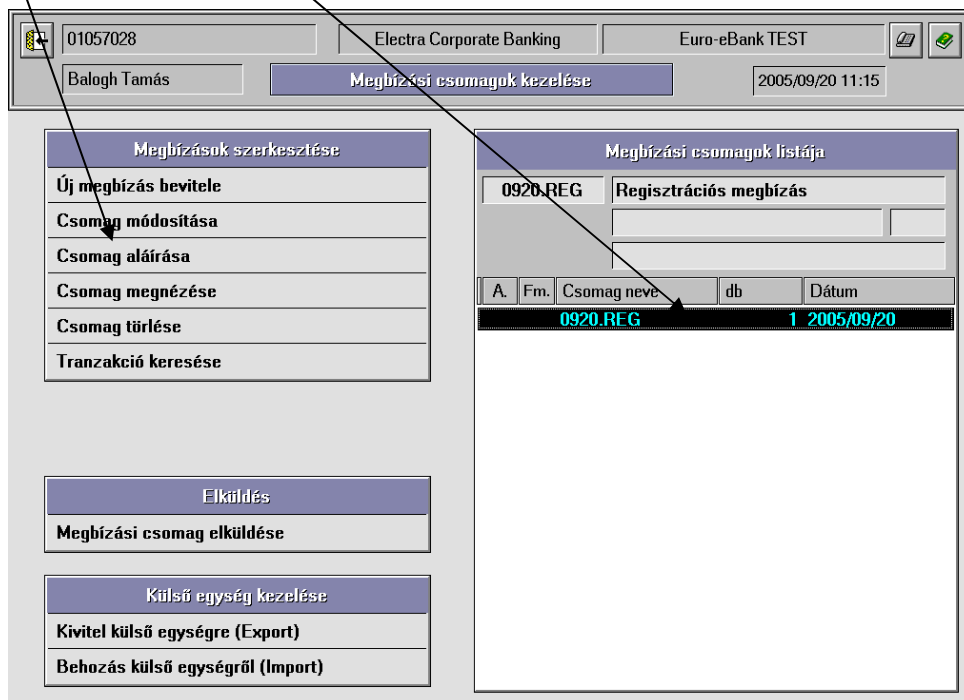 01057028 Electra Corporate Banking Euro-eBank TEST
Balogh Tamás Megbízási csomagok kezelése 2005/09/20 11:15
Megbízások szerkesztése
Új megbízás bevitele
Csomag módosítása
Csomag aláírása
Csomag megnézése
Csomag törlése
Tranzakció keresése
Elküldés
Megbízási csomag elküldése
Külső egység kezelése
Kivitel külső egységre (Export)
Behozás külső egységről (Import)
Megbízási csomagok listája
0920.REG Regisztrációs megbízás
A. Fm. Csomag neve db Dátum
0920.REG 1 2005/09/20